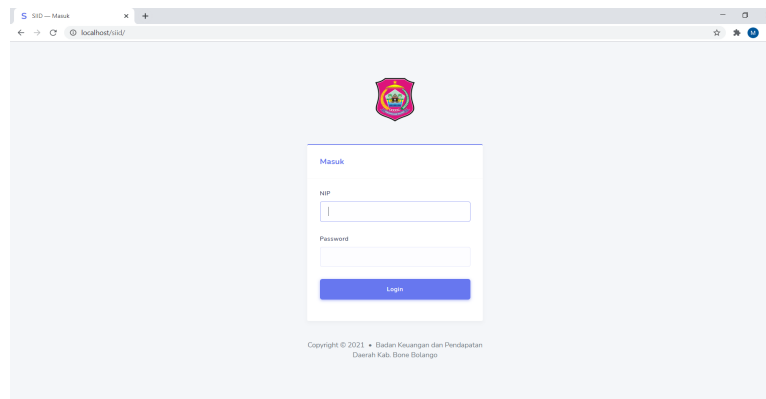 S SIID — Masuk × +
localhost/siid/
M
Masuk
NIP
Password
Login
Copyright © 2021 • Badan Keuangan dan Pendapatan
Daerah Kab. Bone Bolango